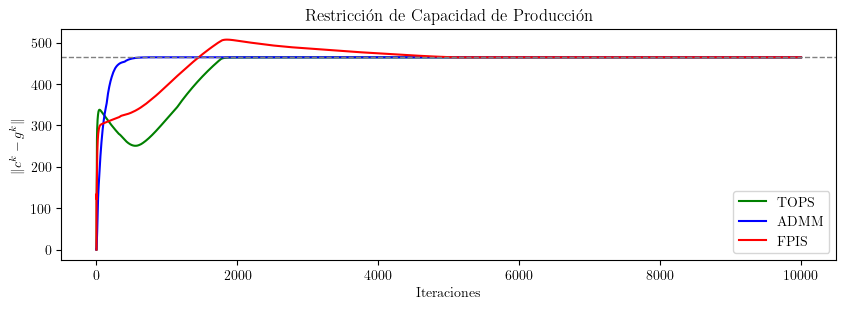 Restricción de Capacidad de Producción
500
400
300
200
100
0
‖c^k − g^k‖
TOPS
ADMM
FPIS
0 2000 4000 6000 8000 10000
Iteraciones